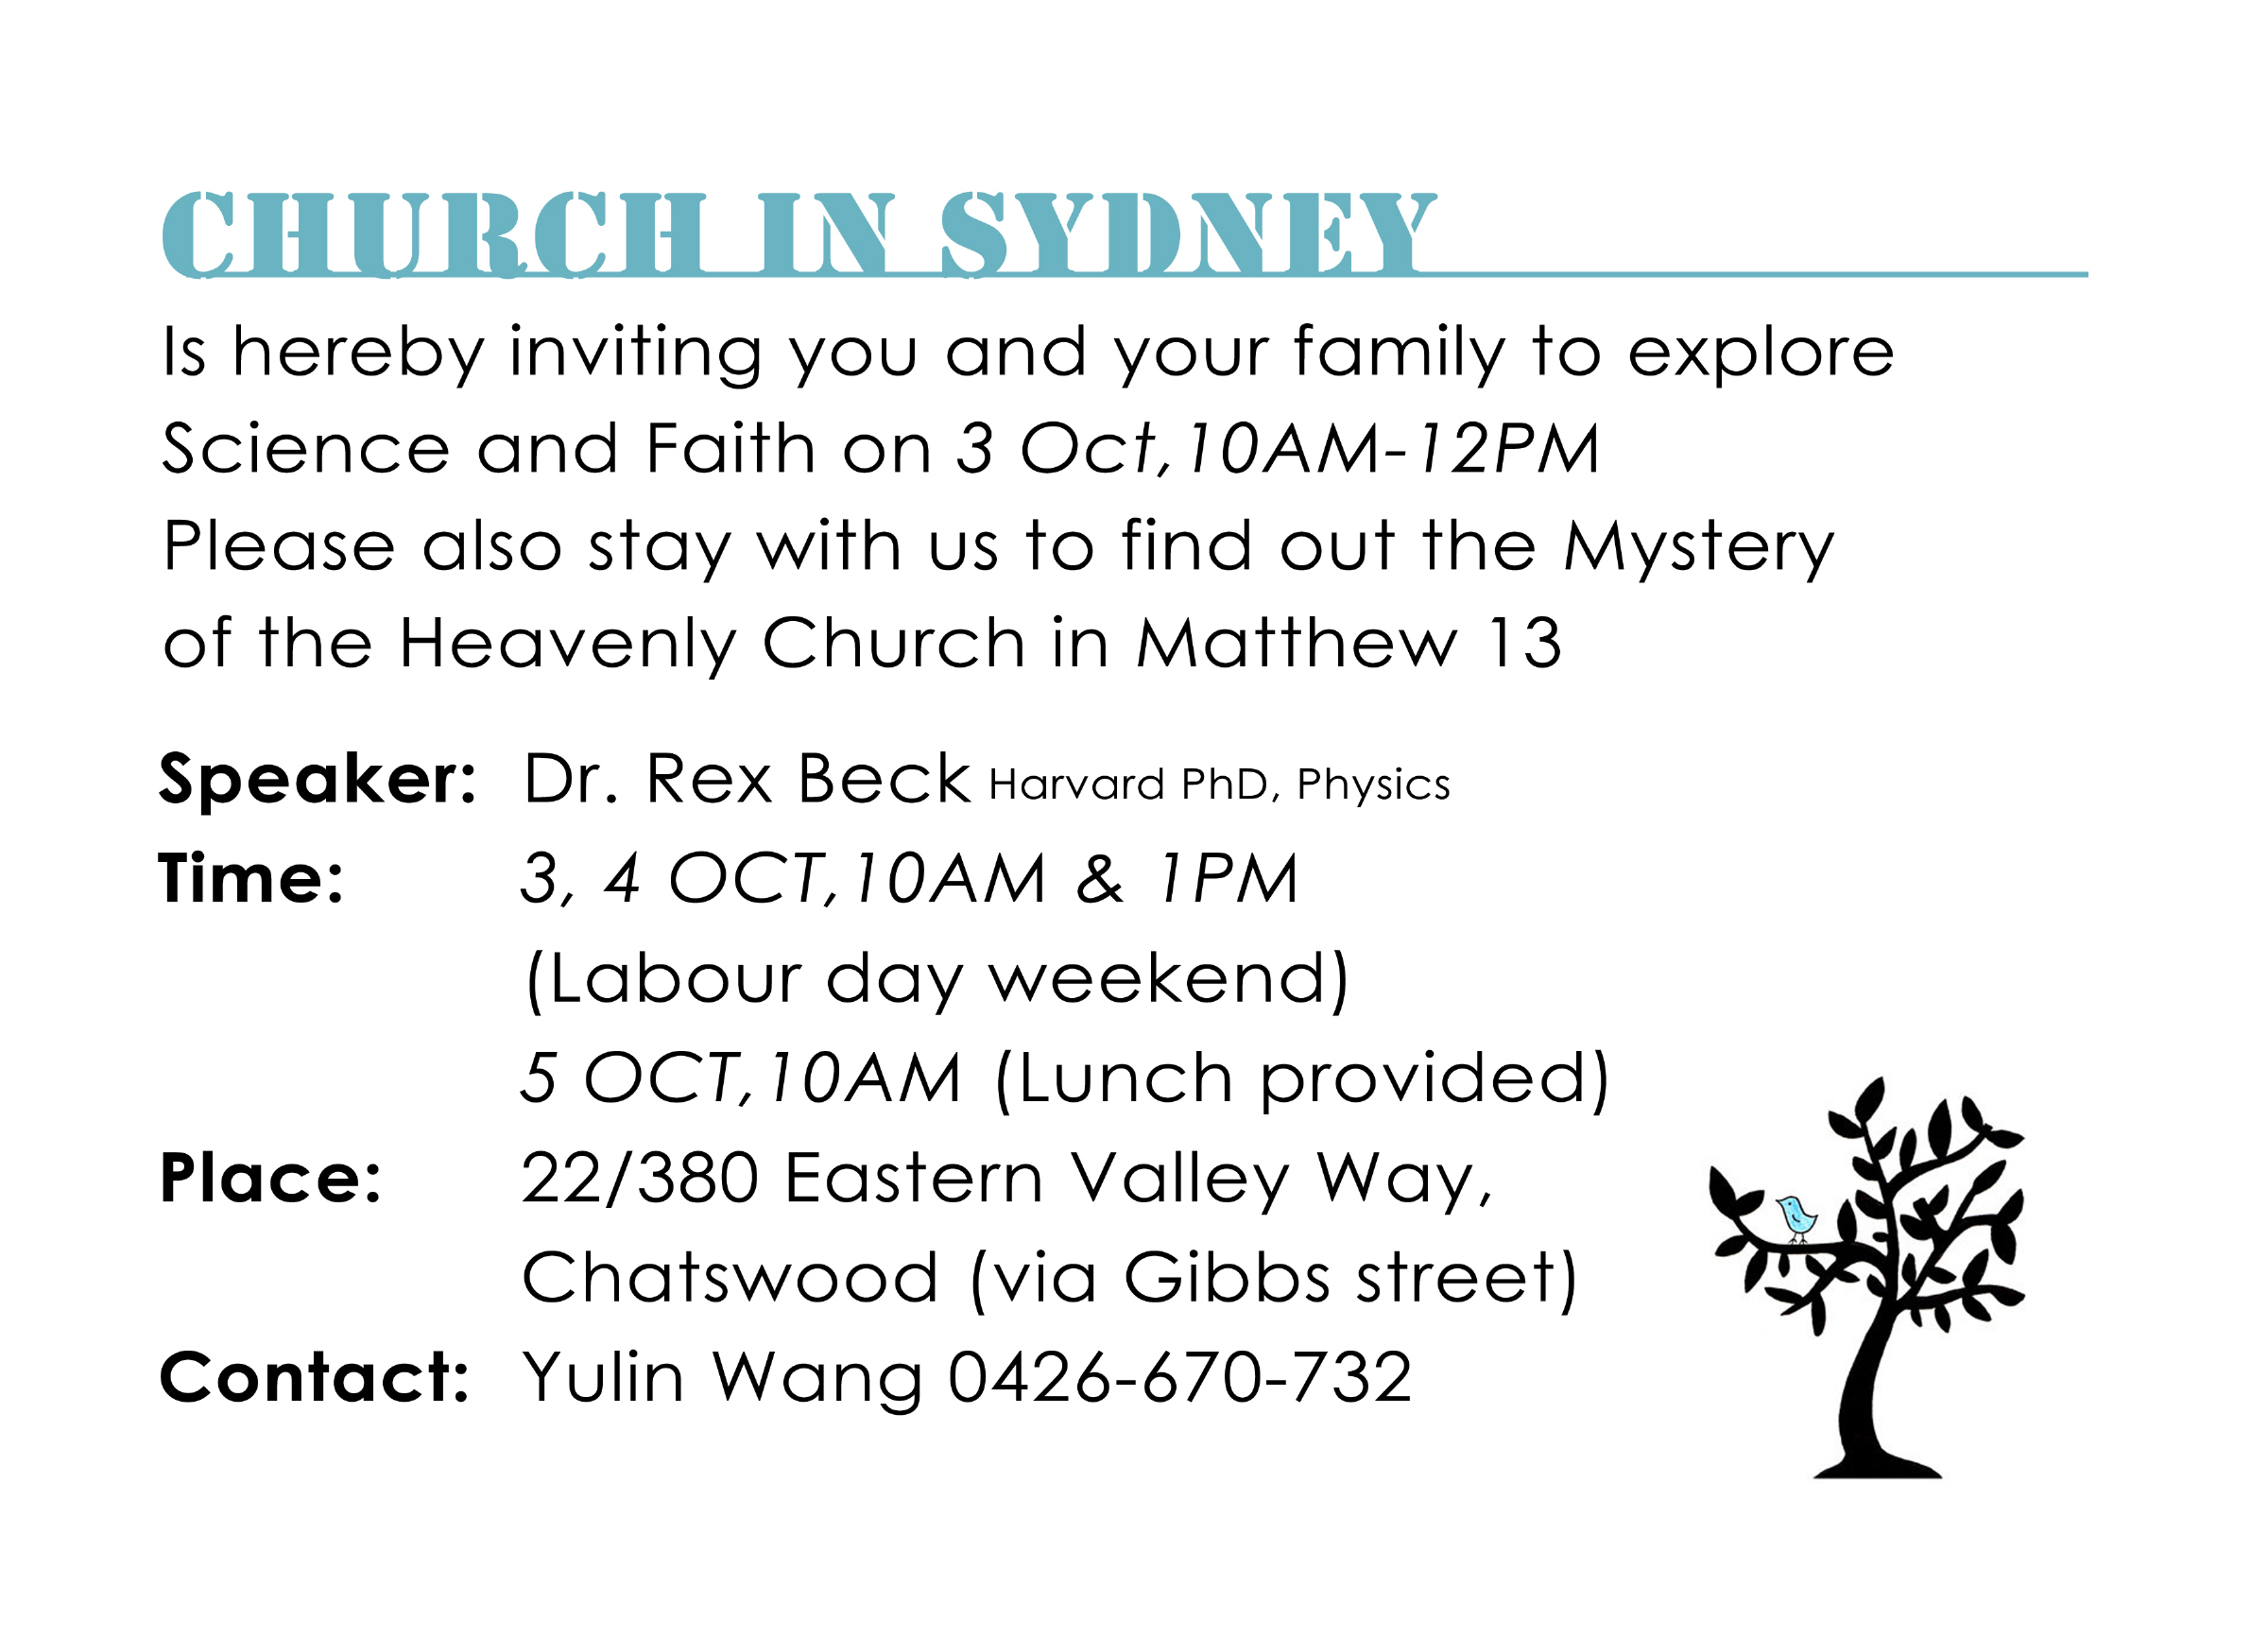 CHURCH IN SYDNEY
Is hereby inviting you and your family to explore
Science and Faith on 3 Oct,10AM-12PM
Please also stay with us to find out the Mystery
of the Heavenly Church in Matthew 13
Speaker: Dr. Rex Beck Harvard PhD, Physics
Time: 3, 4 OCT,10AM & 1PM
(Labour day weekend)
5 OCT,10AM (Lunch provided)
Place: 22/380 Eastern Valley Way,
Chatswood (via Gibbs street)
Contact: Yulin Wang 0426-670-732